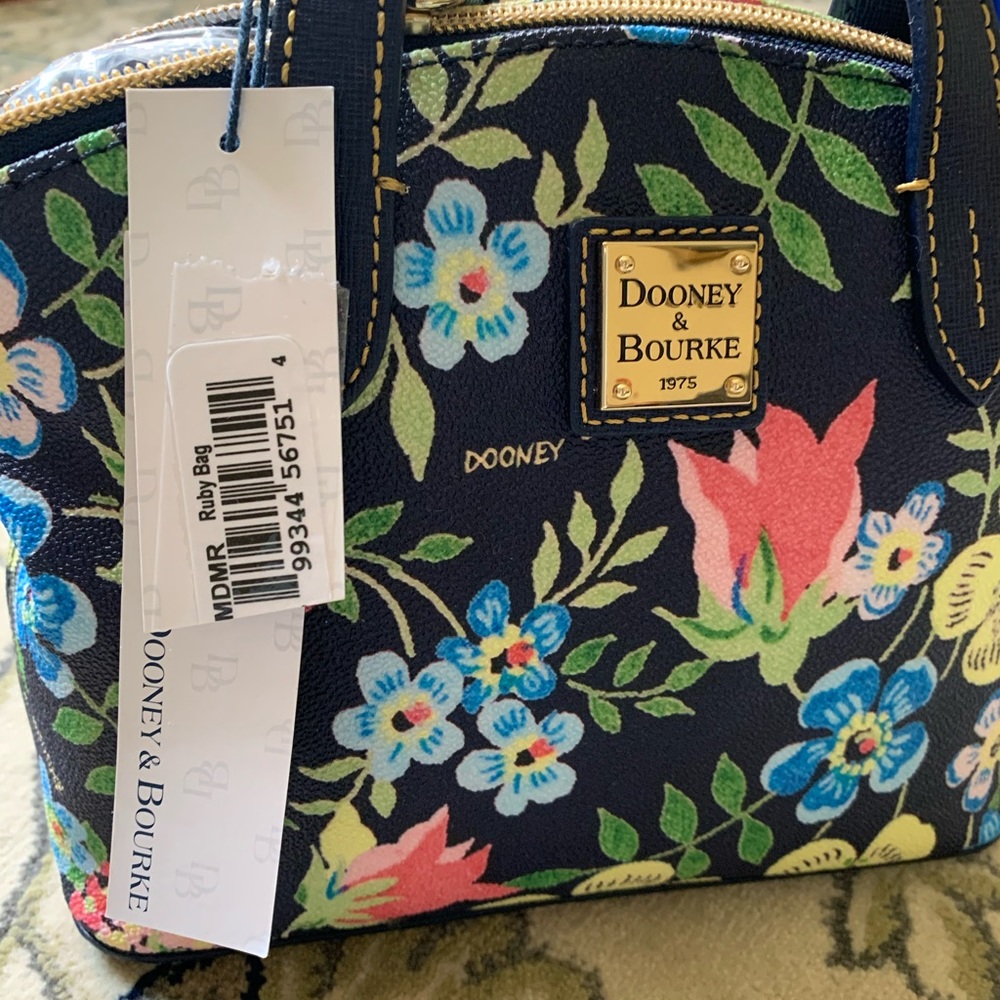 DOONEY
&
BOURKE
1975
DOONEY
MDMR Ruby Bag
99344 56751 4
DOONEY & BOURKE